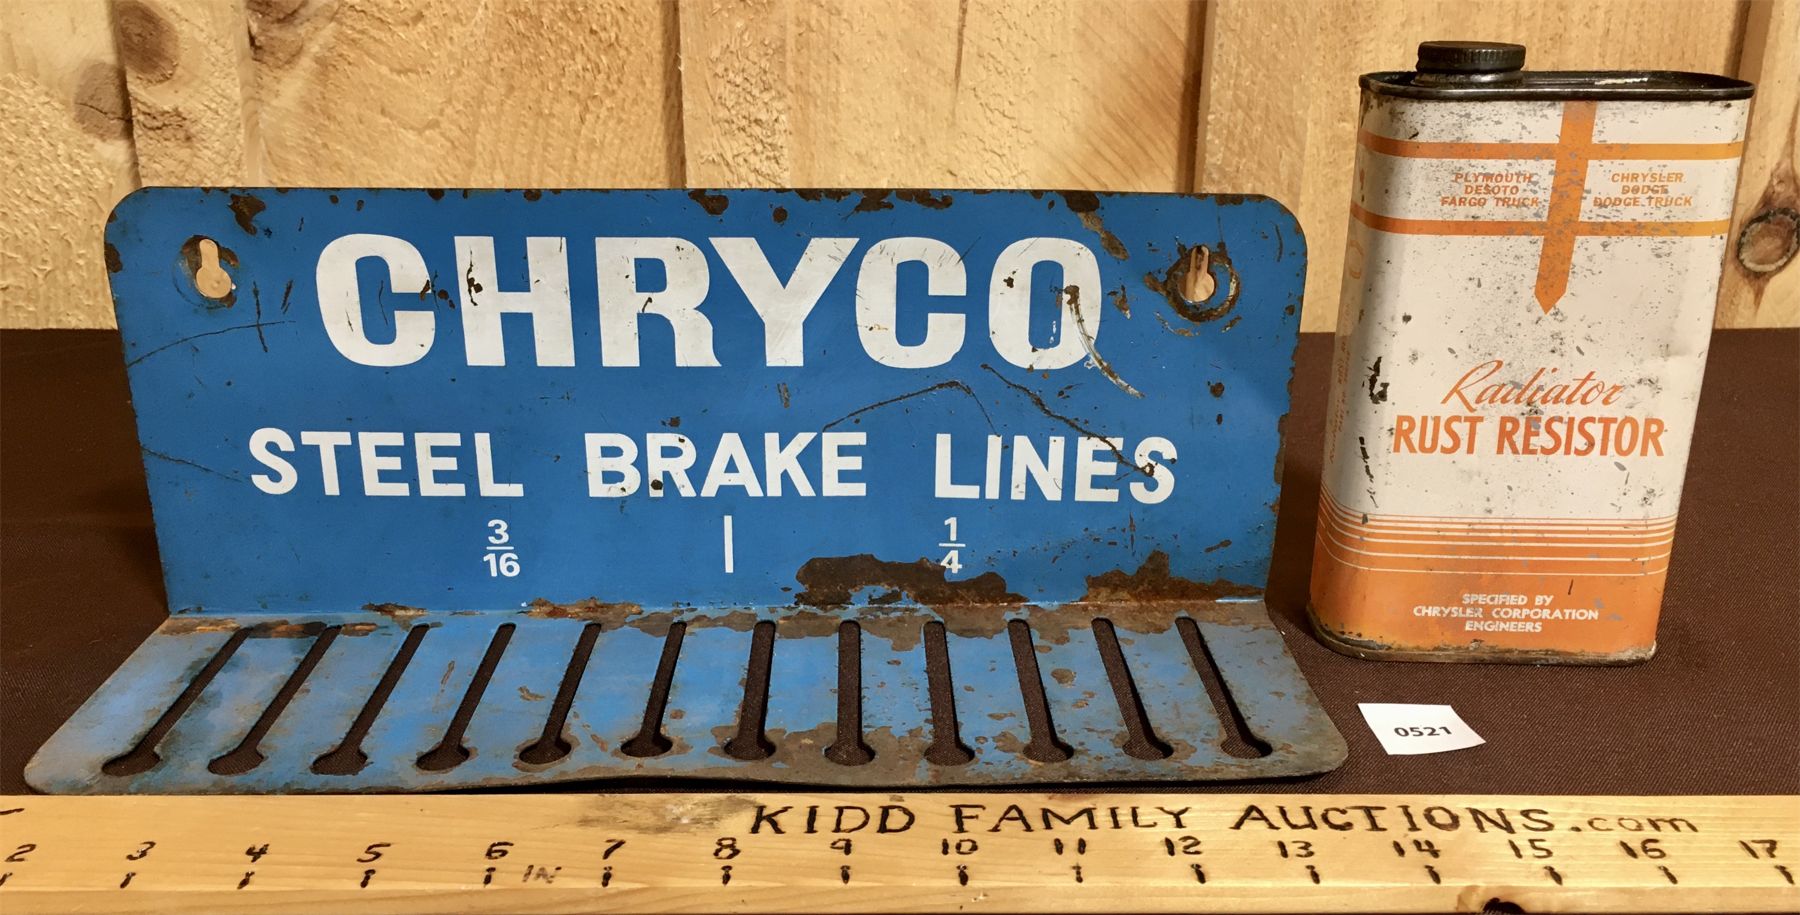 CHRYCO
STEEL BRAKE LINES
3/16 | 1/4
PLYMOUTH
DESOTO
FARGO TRUCK
CHRYSLER
DODGE
DODGE TRUCK
Radiator
RUST RESISTOR
SPECIFIED BY
CHRYSLER CORPORATION
ENGINEERS
0521
KIDD FAMILY AUCTIONS.com
2 3 4 5 6 7 8 9 10 11 12 13 14 15 16 17
IN